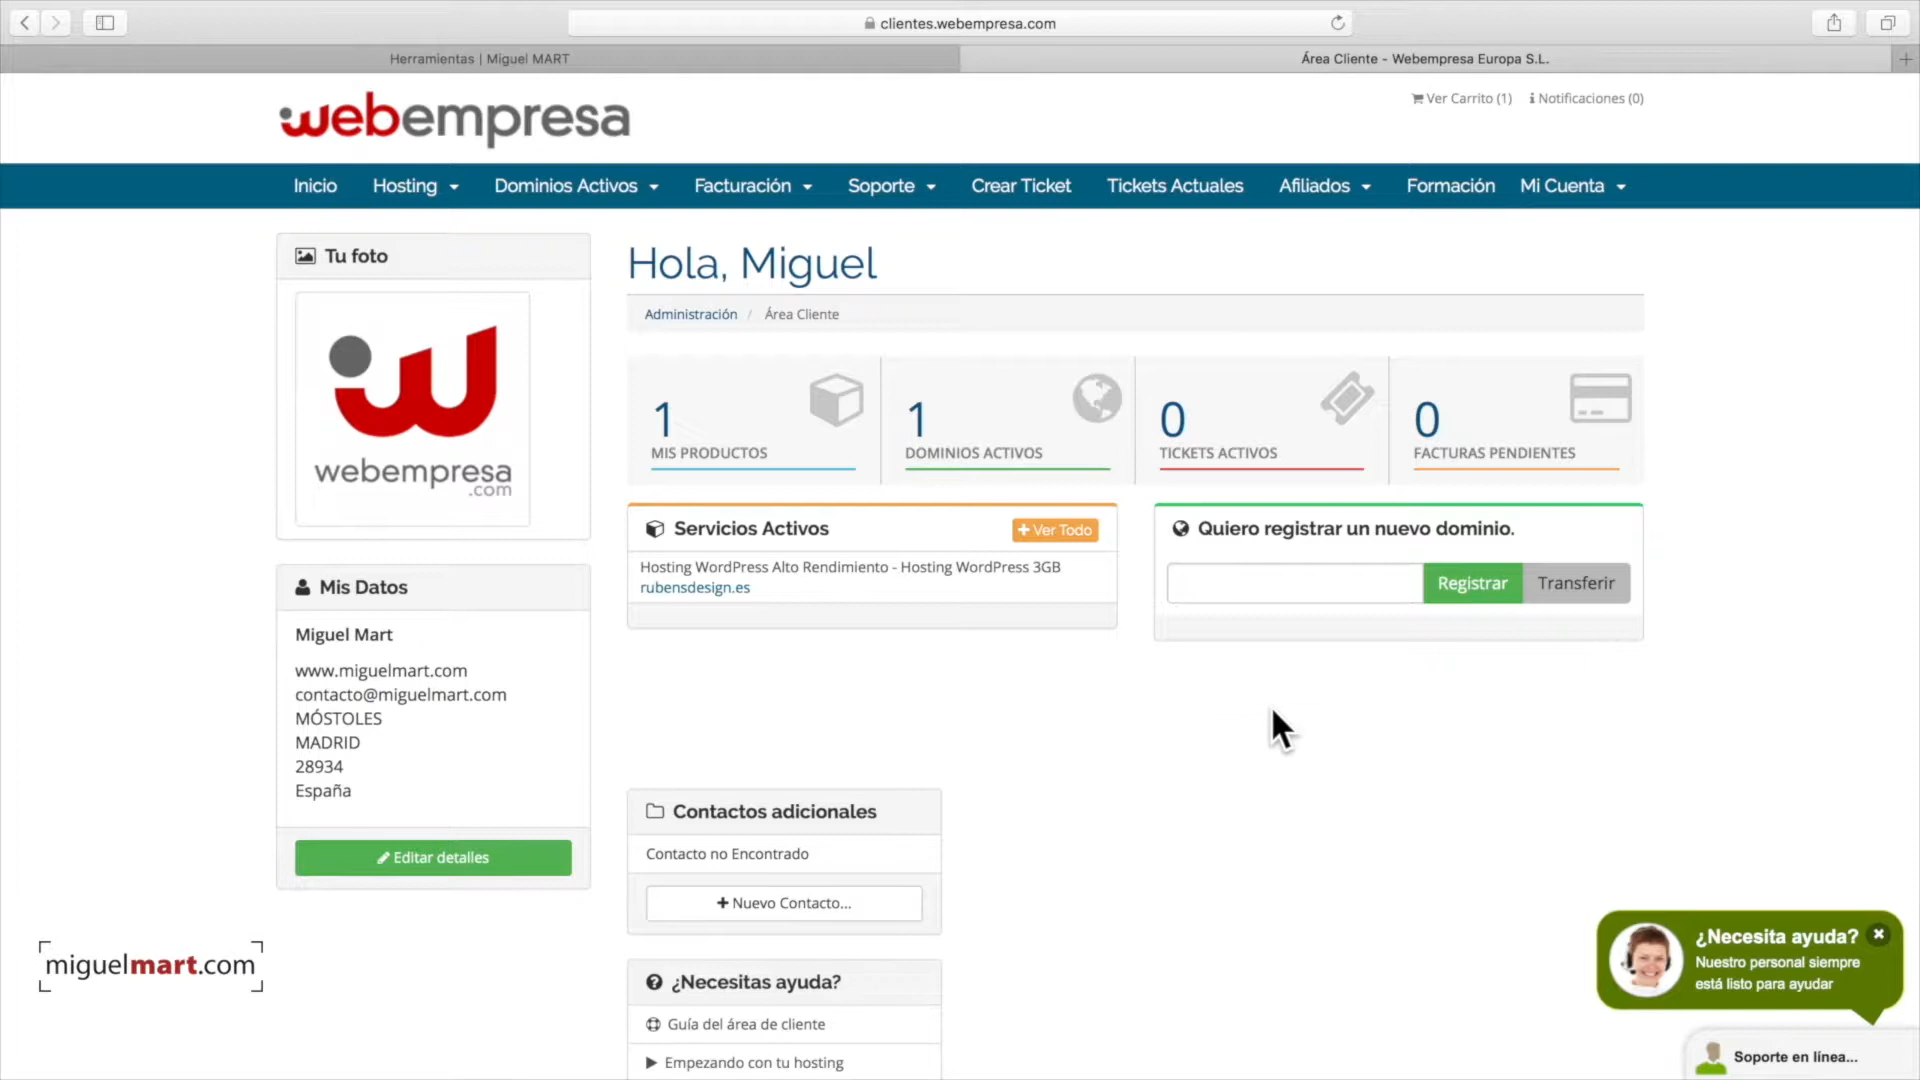 clientes.webempresa.com
Herramientas | Miguel MART
Área Cliente - Webempresa Europa S.L.
webempresa
Ver Carrito (1)
Notificaciones (0)
Inicio
Hosting
Dominios Activos
Facturación
Soporte
Crear Ticket
Tickets Actuales
Afiliados
Formación
Mi Cuenta
Tu foto
webempresa
.com
Mis Datos
Miguel Mart
www.miguelmart.com
contacto@miguelmart.com
MÓSTOLES
MADRID
28934
España
Editar detalles
Hola, Miguel
Administración / Área Cliente
1
MIS PRODUCTOS
1
DOMINIOS ACTIVOS
0
TICKETS ACTIVOS
0
FACTURAS PENDIENTES
Servicios Activos
+ Ver Todo
Hosting WordPress Alto Rendimiento - Hosting WordPress 3GB
rubensdesign.es
Quiero registrar un nuevo dominio.
Registrar
Transferir
Contactos adicionales
Contacto no Encontrado
+ Nuevo Contacto...
¿Necesitas ayuda?
Guía del área de cliente
Empezando con tu hosting
miguelmart.com
¿Necesita ayuda?
Nuestro personal siempre
está listo para ayudar
Soporte en línea...